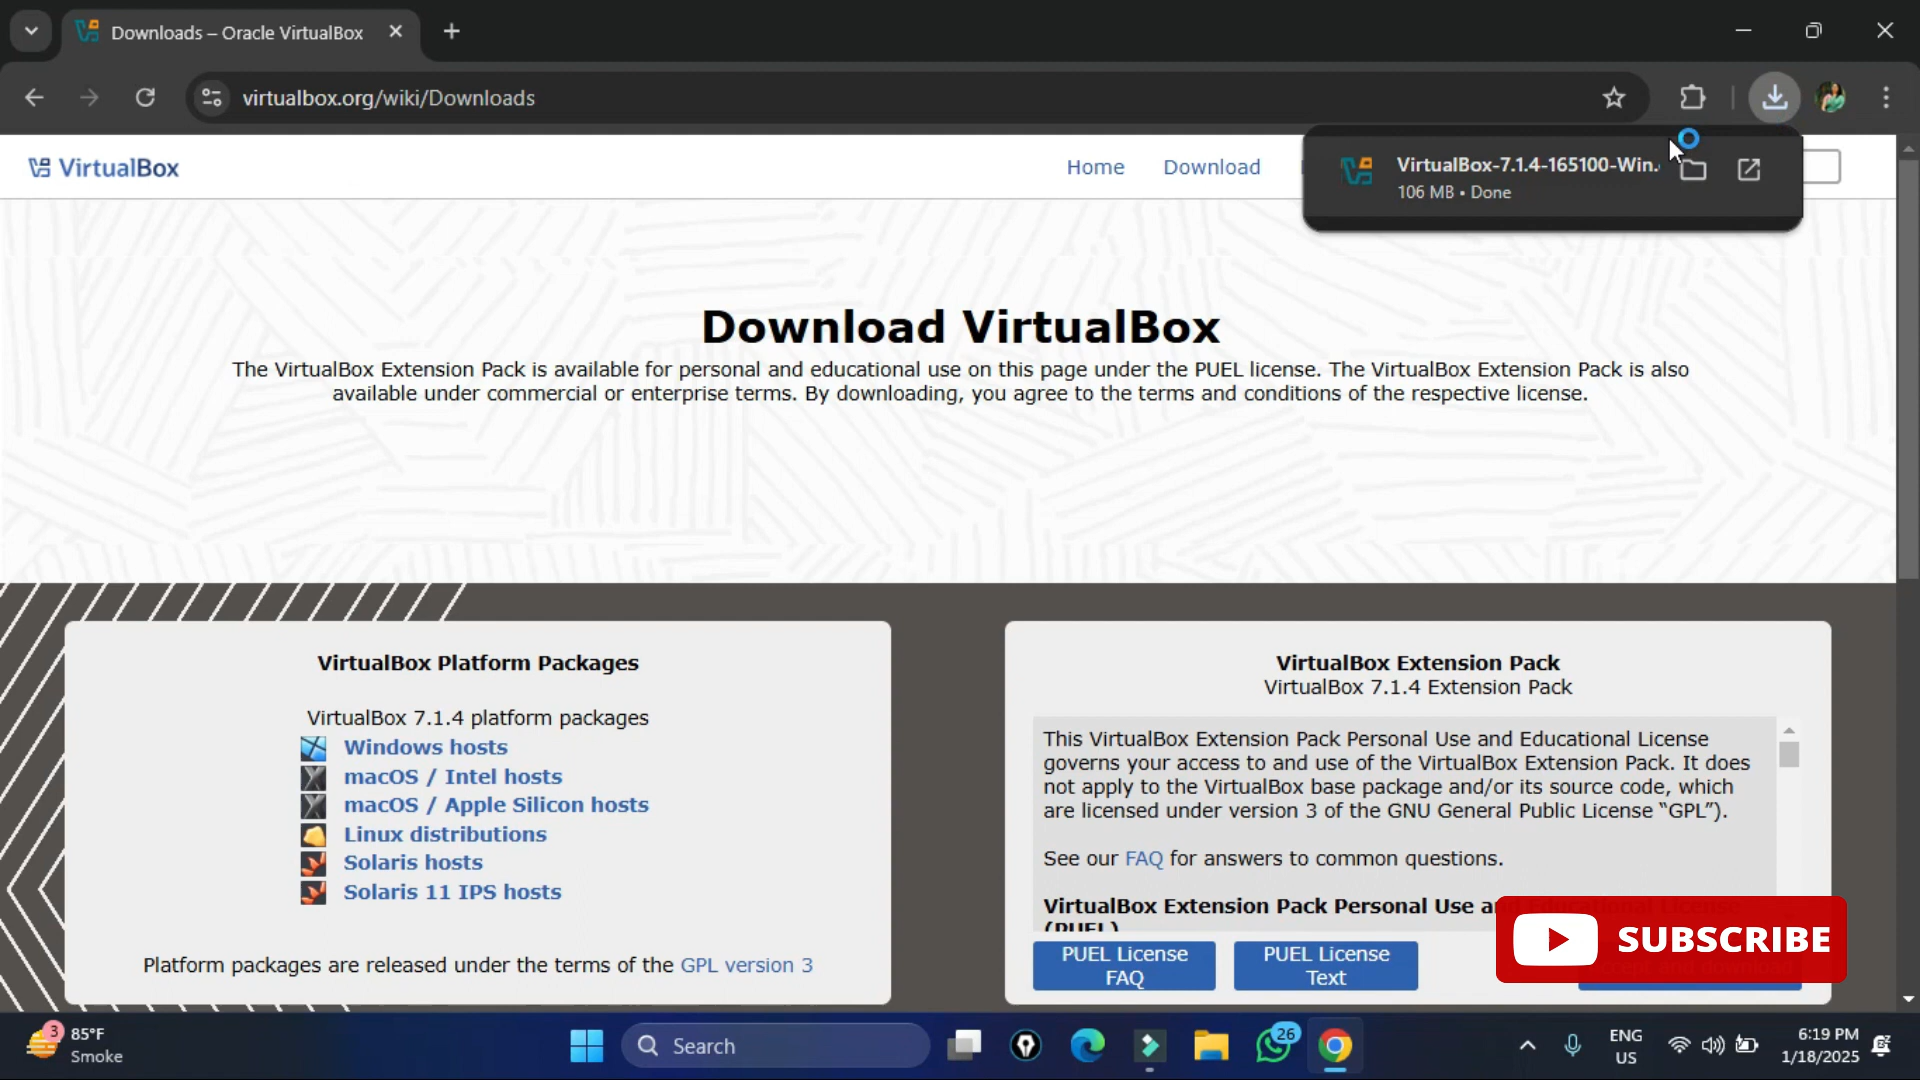 Downloads – Oracle VirtualBox
virtualbox.org/wiki/Downloads
VirtualBox
Home
Download
VirtualBox-7.1.4-165100-Win.
106 MB • Done
Download VirtualBox
The VirtualBox Extension Pack is available for personal and educational use on this page under the PUEL license. The VirtualBox Extension Pack is also
available under commercial or enterprise terms. By downloading, you agree to the terms and conditions of the respective license.
VirtualBox Platform Packages
VirtualBox 7.1.4 platform packages
Windows hosts
macOS / Intel hosts
macOS / Apple Silicon hosts
Linux distributions
Solaris hosts
Solaris 11 IPS hosts
Platform packages are released under the terms of the GPL version 3
VirtualBox Extension Pack
VirtualBox 7.1.4 Extension Pack
This VirtualBox Extension Pack Personal Use and Educational License
governs your access to and use of the VirtualBox Extension Pack. It does
not apply to the VirtualBox base package and/or its source code, which
are licensed under version 3 of the GNU General Public License “GPL”).
See our FAQ for answers to common questions.
VirtualBox Extension Pack Personal Use and Educational License
(PUEL)
PUEL License
FAQ
PUEL License
Text
SUBSCRIBE
3
85°F
Smoke
Search
26
ENG
US
6:19 PM
1/18/2025